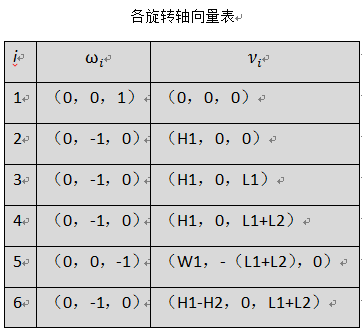 各旋转轴向量表
i ωi νi
1 （0，0，1） （0，0，0）
2 （0，-1，0） （H1，0，0）
3 （0，-1，0） （H1，0，L1）
4 （0，-1，0） （H1，0，L1+L2）
5 （0，0，-1） （W1，-（L1+L2），0）
6 （0，-1，0） （H1-H2，0，L1+L2）